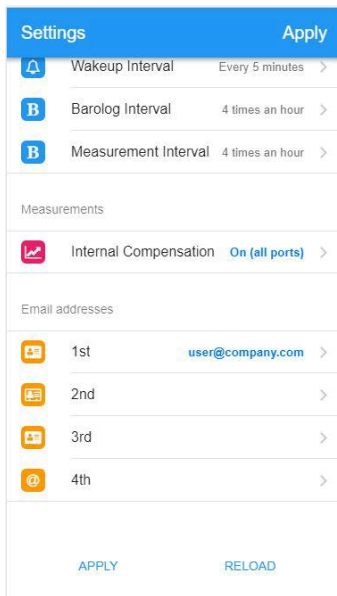 Settings Apply
Wakeup Interval Every 5 minutes
B Barolog Interval 4 times an hour
B Measurement Interval 4 times an hour
Measurements
Internal Compensation On (all ports)
Email addresses
1st user@company.com
2nd
3rd
@ 4th
APPLY RELOAD